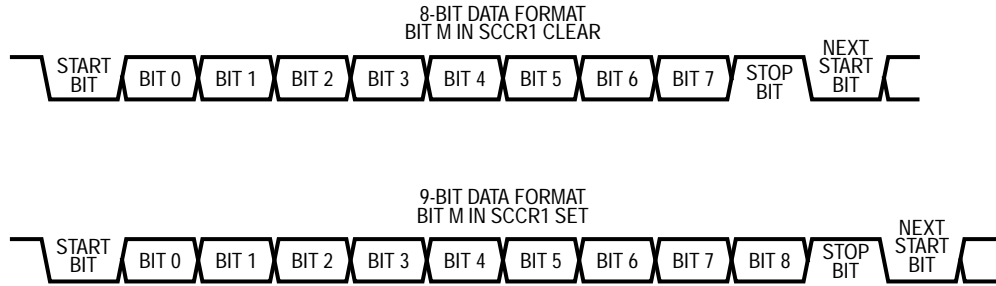 8-BIT DATA FORMAT
BIT M IN SCCR1 CLEAR
START
BIT
BIT 0
BIT 1
BIT 2
BIT 3
BIT 4
BIT 5
BIT 6
BIT 7
STOP
BIT
NEXT
START
BIT
9-BIT DATA FORMAT
BIT M IN SCCR1 SET
START
BIT
BIT 0
BIT 1
BIT 2
BIT 3
BIT 4
BIT 5
BIT 6
BIT 7
BIT 8
STOP
BIT
NEXT
START
BIT